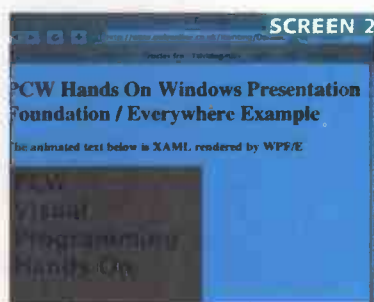 SCREEN 2
PCW Hands On Windows Presentation
Foundation / Everywhere Example
The animated text below is XAML rendered by WPF/E
PCW
Visual
Programming
Hands On